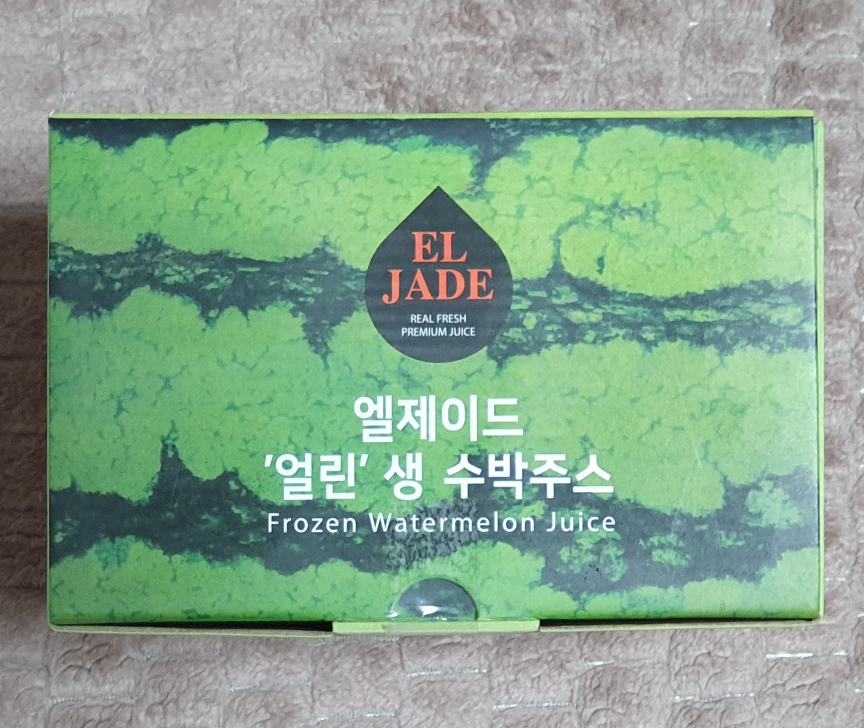 EL
JADE
REAL FRESH
PREMIUM JUICE
엘제이드
'얼린' 생 수박주스
Frozen Watermelon Juice